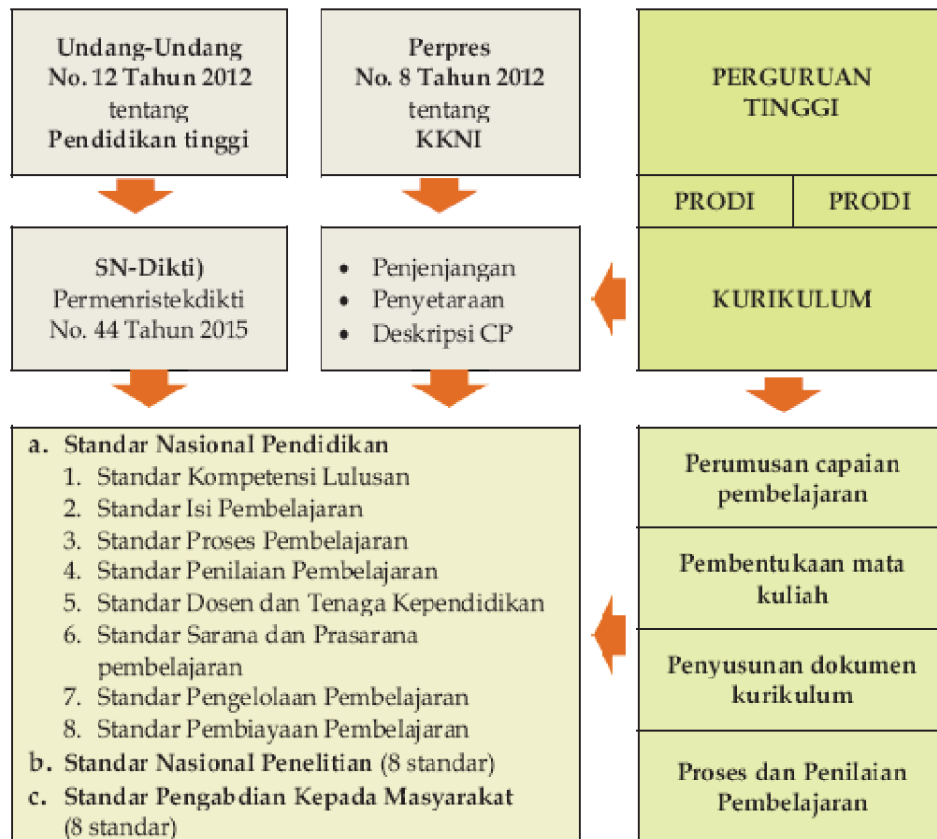 Undang-Undang
No. 12 Tahun 2012
tentang
Pendidikan tinggi
Perpres
No. 8 Tahun 2012
tentang
KKNI
PERGURUAN
TINGGI
PRODI
PRODI
SN-Dikti)
Permenristekdikti
No. 44 Tahun 2015
• Penjenjangan
• Penyetaraan
• Deskripsi CP
KURIKULUM
a. Standar Nasional Pendidikan
1. Standar Kompetensi Lulusan
2. Standar Isi Pembelajaran
3. Standar Proses Pembelajaran
4. Standar Penilaian Pembelajaran
5. Standar Dosen dan Tenaga Kependidikan
6. Standar Sarana dan Prasarana
pembelajaran
7. Standar Pengelolaan Pembelajaran
8. Standar Pembiayaan Pembelajaran
b. Standar Nasional Penelitian (8 standar)
c. Standar Pengabdian Kepada Masyarakat
(8 standar)
Perumusan capaian
pembelajaran
Pembentukaan mata
kuliah
Penyusunan dokumen
kurikulum
Proses dan Penilaian
Pembelajaran